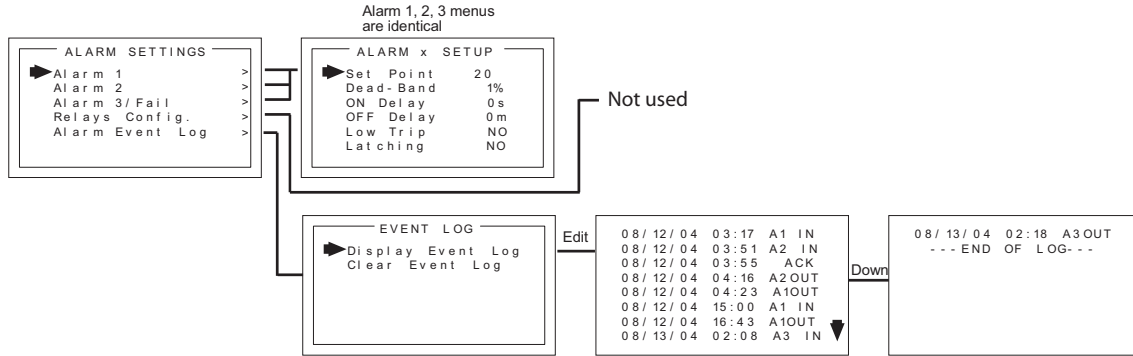 Alarm 1, 2, 3 menus
are identical
ALARM SETTINGS
Alarm 1 >
Alarm 2 >
Alarm 3/Fail >
Relays Config. >
Alarm Event Log >
ALARM x SETUP
Set Point 20
Dead-Band 1%
ON Delay 0s
OFF Delay 0m
Low Trip NO
Latching NO
Not used
EVENT LOG
Display Event Log
Clear Event Log
Edit
08/12/04 03:17 A1 IN
08/12/04 03:51 A2 IN
08/12/04 03:55 ACK
08/12/04 04:16 A2OUT
08/12/04 04:23 A1OUT
08/12/04 15:00 A1 IN
08/12/04 16:43 A1OUT
08/13/04 02:08 A3 IN
Down
08/13/04 02:18 A3OUT
---END OF LOG---